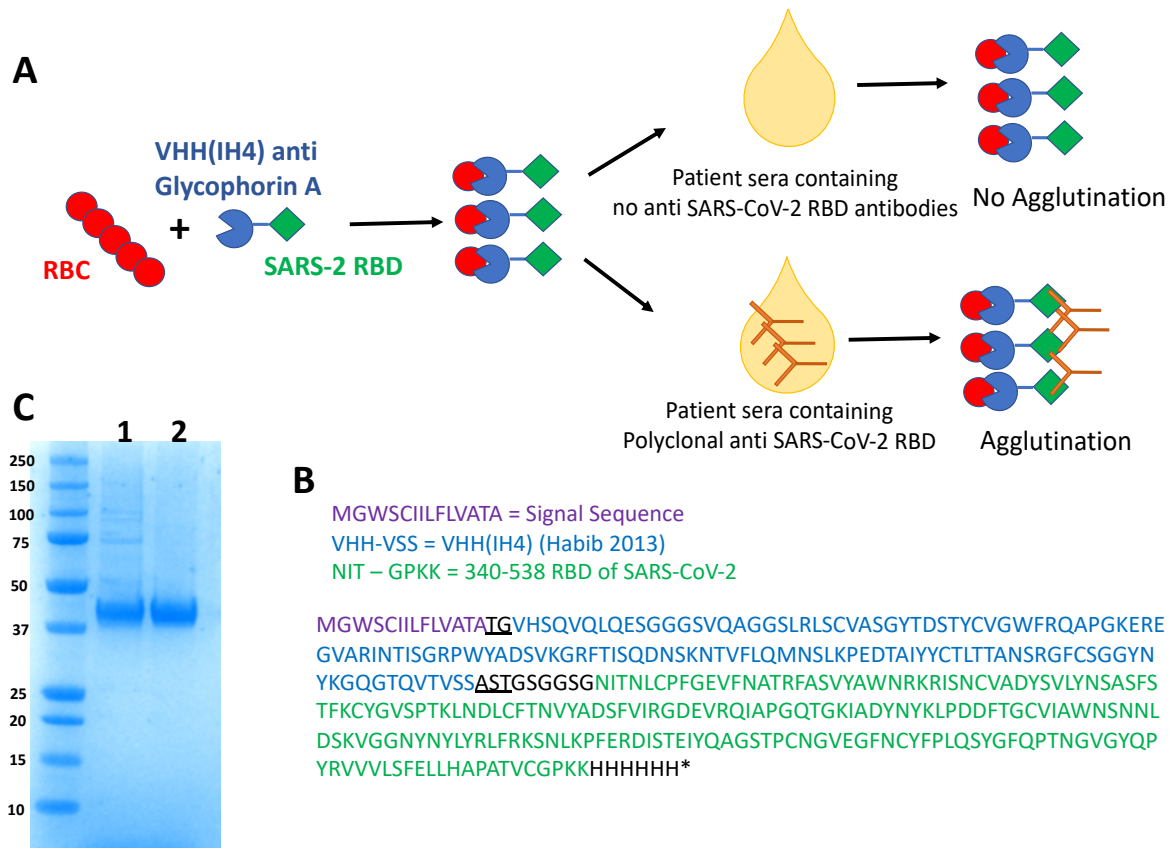 A
VHH(IH4) anti
Glycophorin A
+
RBC
SARS-2 RBD
Patient sera containing
no anti SARS-CoV-2 RBD antibodies
No Agglutination
Patient sera containing
Polyclonal anti SARS-CoV-2 RBD
Agglutination
C
1 2
250
150
100
75
50
37
25
20
15
10
B
MGWSCIILFLVATA = Signal Sequence
VHH-VSS = VHH(IH4) (Habib 2013)
NIT – GPKK = 340-538 RBD of SARS-CoV-2
MGWSCIILFLVATATGVHSQVQLQESGGGSVQAGGSLRLSCVASGYTDSTYCVGWFRQAPGKERE
GVARINTISGRPWYADSVKGRFTISQDNSKNTVFLQMNSLKPEDTAIYYCTLTTANSRGFCSGGYN
YKGQGTQVTVSSASTGSGGSGNITNLCPFGEVFNATRFASVYAWNRKRISNCVADYSVLYNSASFS
TFKCYGVSPTKLNDLCFTNVYADSFVIRGDEVRQIAPGQTGKIADYNYKLPDDFTGCVIAWNSNNL
DSKVGGNYNYLYRLFRKSNLKPFERDISTEIYQAGSTPCNGVEGFNCYFPLQSYGFQPTNGVGYQP
YRVVVLSFELLHAPATVCGPKKHHHHHH*